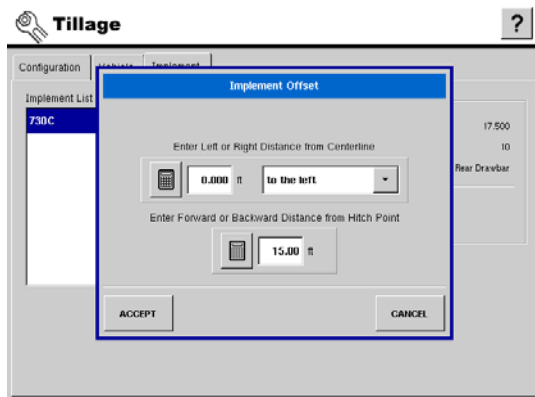 Tillage
?
Configuration
Implement
Implement List
730C
Implement Offset
17.500
10
Rear Drawbar
Enter Left or Right Distance from Centerline
0.000 ft to the left
Enter Forward or Backward Distance from Hitch Point
15.00 ft
ACCEPT CANCEL